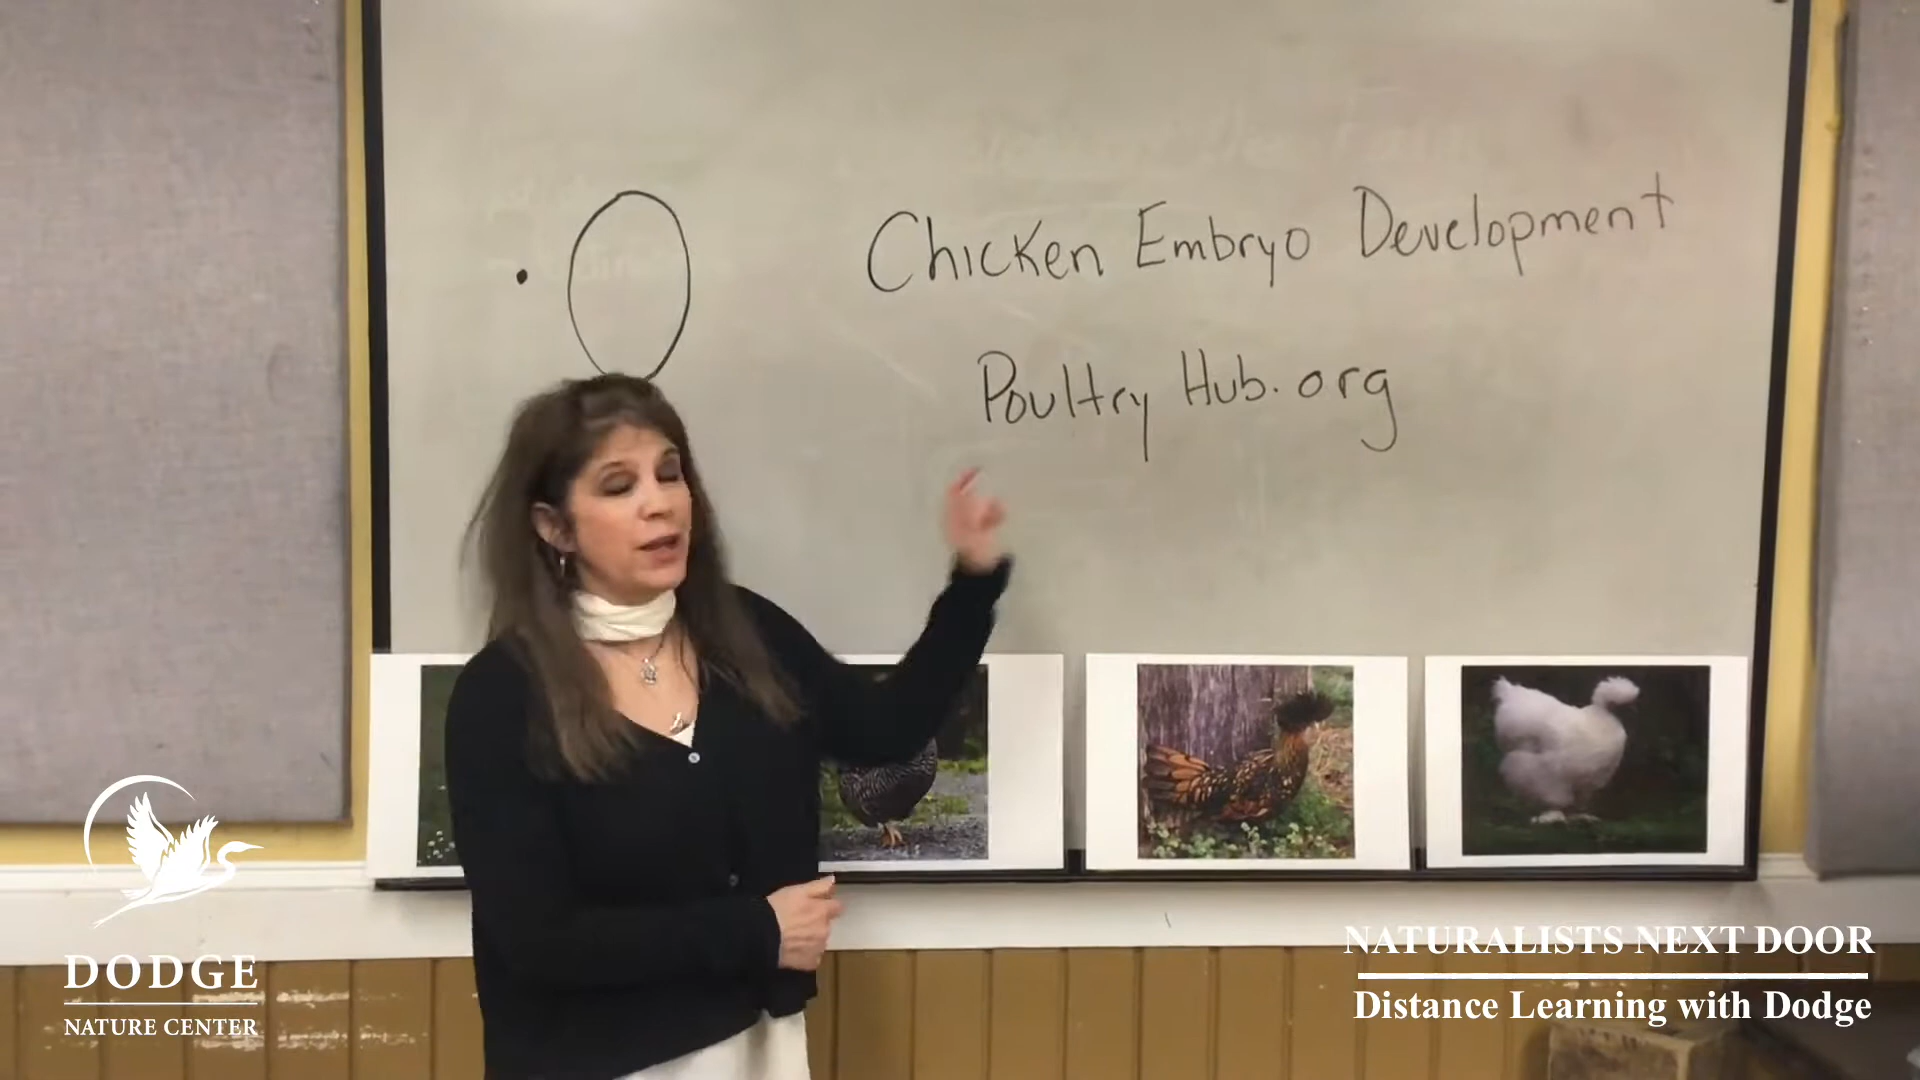 Chicken Embryo Development
Poultry Hub.org
DODGE
NATURE CENTER
NATURALISTS NEXT DOOR
Distance Learning with Dodge